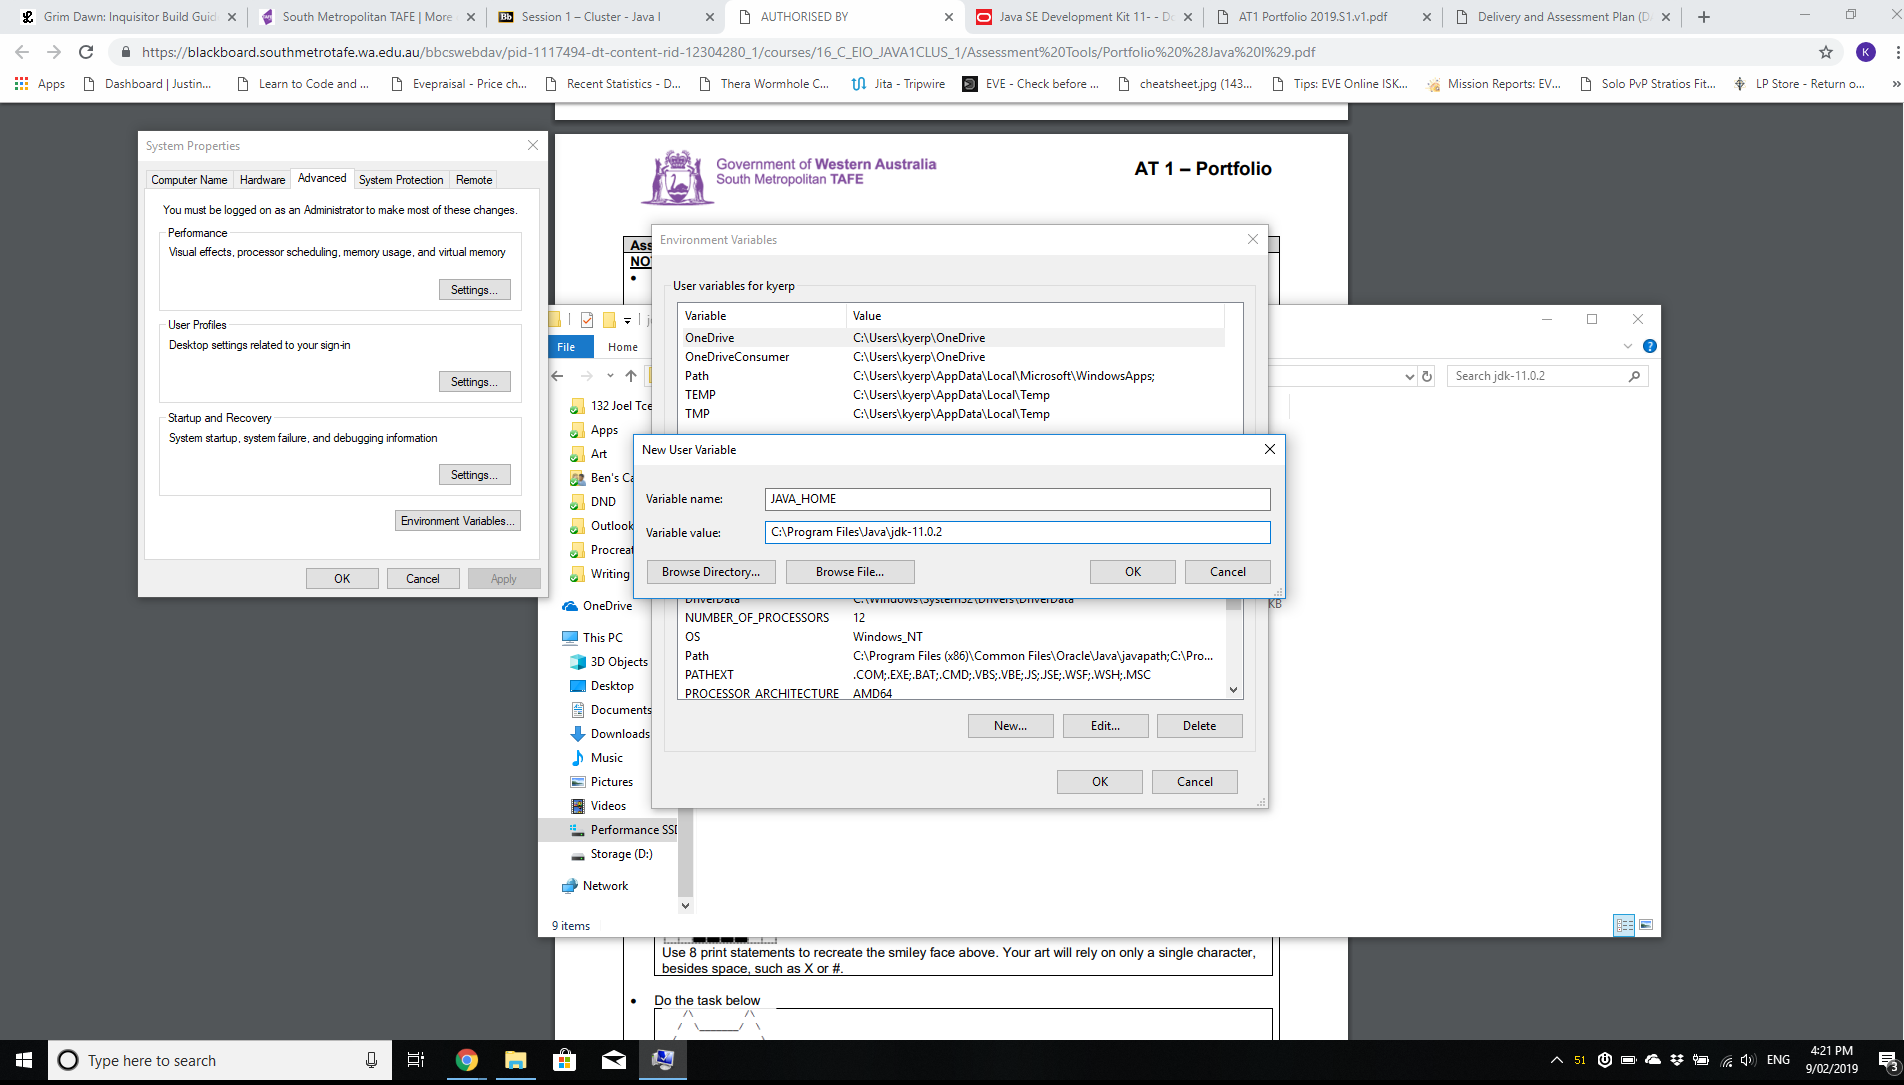 Grim Dawn: Inquisitor Build Guid
South Metropolitan TAFE | More
Session 1 – Cluster - Java I
AUTHORISED BY
Java SE Development Kit 11- - Do
AT1 Portfolio 2019.S1.v1.pdf
Delivery and Assessment Plan (DA
https://blackboard.southmetrotafe.wa.edu.au/bbcswebdav/pid-1117494-dt-content-rid-12304280_1/courses/16_C_EIO_JAVA1CLUS_1/Assessment%20Tools/Portfolio%20%28Java%20I%29.pdf
K
Apps
Dashboard | Justin...
Learn to Code and ...
Evepraisal - Price ch...
Recent Statistics - D...
Thera Wormhole C...
Jita - Tripwire
EVE - Check before ...
cheatsheet.jpg (143...
Tips: EVE Online ISK...
Mission Reports: EV...
Solo PvP Stratios Fit...
LP Store - Return o...
Government of Western Australia
South Metropolitan TAFE
AT 1 – Portfolio
System Properties
Computer Name
Hardware
Advanced
System Protection
Remote
You must be logged on as an Administrator to make most of these changes.
Performance
Visual effects, processor scheduling, memory usage, and virtual memory
Settings...
User Profiles
Desktop settings related to your sign-in
Settings...
Startup and Recovery
System startup, system failure, and debugging information
Settings...
Environment Variables...
OK
Cancel
Apply
Environment Variables
User variables for kyerp
Variable Value
OneDrive C:\Users\kyerp\OneDrive
OneDriveConsumer C:\Users\kyerp\OneDrive
Path C:\Users\kyerp\AppData\Local\Microsoft\WindowsApps;
TEMP C:\Users\kyerp\AppData\Local\Temp
TMP C:\Users\kyerp\AppData\Local\Temp
New User Variable
Variable name: JAVA_HOME
Variable value: C:\Program Files\Java\jdk-11.0.2
Browse Directory...
Browse File...
OK
Cancel
DriverData C:\Windows\System32\Drivers\DriverData
NUMBER_OF_PROCESSORS 12
OS Windows_NT
Path C:\Program Files (x86)\Common Files\Oracle\Java\javapath;C:\Pro...
PATHEXT .COM;.EXE;.BAT;.CMD;.VBS;.VBE;.JS;.JSE;.WSF;.WSH;.MSC
PROCESSOR_ARCHITECTURE AMD64
New...
Edit...
Delete
OK
Cancel
File
Home
Search jdk-11.0.2
132 Joel Tce
Apps
Art
Ben's Ca
DND
Outlook
Procreat
Writing
OneDrive
This PC
3D Objects
Desktop
Documents
Downloads
Music
Pictures
Videos
Performance SSD
Storage (D:)
Network
KB
9 items
Use 8 print statements to recreate the smiley face above. Your art will rely on only a single character,
besides space, such as X or #.
• Do the task below
/\ /\
/ \_______/ \
Type here to search
51
ENG
4:21 PM
9/02/2019
3